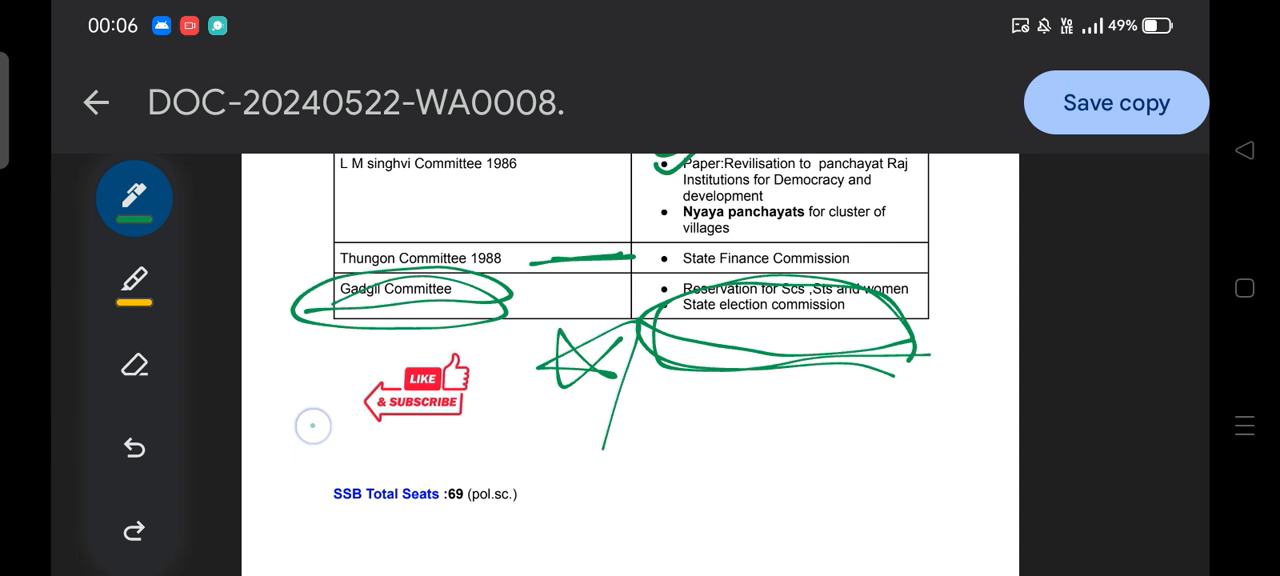 00:06
VO LTE 49%
DOC-20240522-WA0008.
Save copy
L M singhvi Committee 1986
Paper:Revilisation to panchayat Raj
Institutions for Democracy and
development
Nyaya panchayats for cluster of
villages
Thungon Committee 1988
State Finance Commission
Gadgil Committee
Reservation for Scs ,Sts and women
State election commission
LIKE
& SUBSCRIBE
SSB Total Seats :69 (pol.sc.)